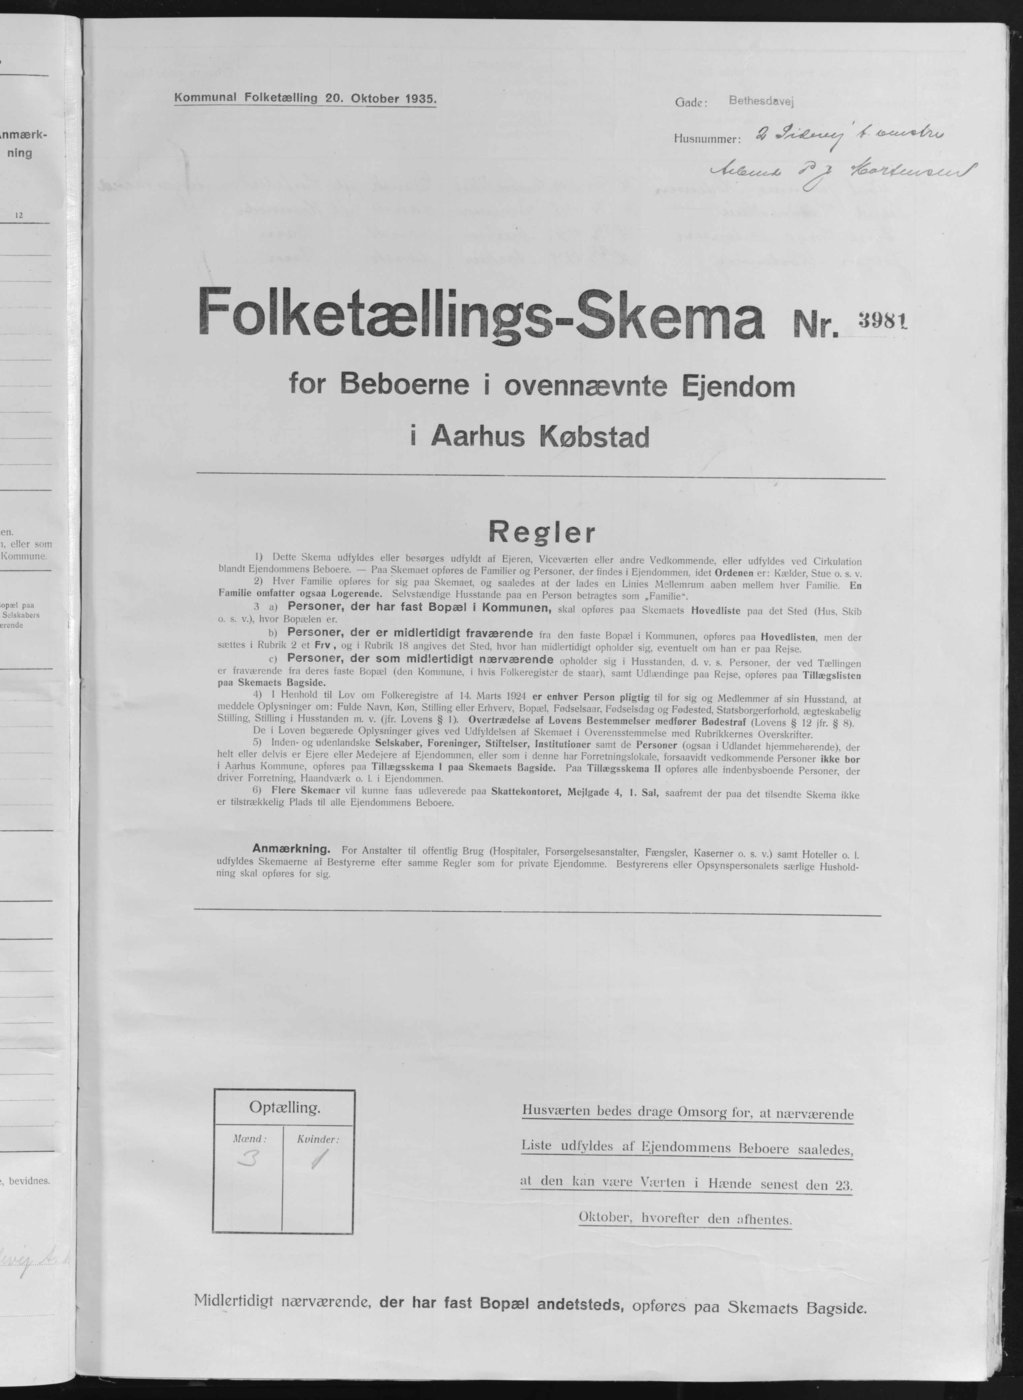 Kommunal Folketælling 20. Oktober 1935.
Gade: Bethesdavej
Husnummer: 2
P J Mortensen
nmærk-
ning
12
Folketællings-Skema Nr. 3981
for Beboerne i ovennævnte Ejendom
i Aarhus Købstad
en.
, eller som
Kommune.
opæl paa
Selskabers
ærende
Regler
1) Dette Skema udfyldes eller besørges udfyldt af Ejeren, Viceværten eller andre Vedkommende, eller udfyldes ved Cirkulation
blandt Ejendommens Beboere. — Paa Skemaet opføres de Familier og Personer, der findes i Ejendommen, idet Ordenen er: Kælder, Stue o. s. v.
2) Hver Familie opføres for sig paa Skemaet, og saaledes at der lades en Linies Mellemrum aaben mellem hver Familie. En
Familie omfatter ogsaa Logerende. Selvstændige Husstande paa en Person betragtes som „Familie“.
3 a) Personer, der har fast Bopæl i Kommunen, skal opføres paa Skemaets Hovedliste paa det Sted (Hus, Skib
o. s. v.), hvor Bopælen er.
b) Personer, der er midlertidigt fraværende fra den faste Bopæl i Kommunen, opføres paa Hovedlisten, men der
sættes i Rubrik 2 et Frv, og i Rubrik 18 angives det Sted, hvor han midlertidigt opholder sig, eventuelt om han er paa Rejse.
c) Personer, der som midlertidigt nærværende opholder sig i Husstanden, d. v. s. Personer, der ved Tællingen
er fraværende fra deres faste Bopæl (den Kommune, i hvis Folkeregister de staar), samt Udlændinge paa Rejse, opføres paa Tillægslisten
paa Skemaets Bagside.
4) I Henhold til Lov om Folkeregistre af 14. Marts 1924 er enhver Person pligtig til for sig og Medlemmer af sin Husstand, at
meddele Oplysninger om: Fulde Navn, Køn, Stilling eller Erhverv, Bopæl, Fødselsaar, Fødselsdag og Fødested, Statsborgerforhold, ægteskabelig
Stilling, Stilling i Husstanden m. v. (jfr. Lovens § 1). Overtrædelse af Lovens Bestemmelser medfører Bødestraf (Lovens § 12 jfr. § 8).
De i Loven begærede Oplysninger gives ved Udfyldelsen af Skemaet i Overensstemmelse med Rubrikkernes Overskrifter.
5) Inden- og udenlandske Selskaber, Foreninger, Stiftelser, Institutioner samt de Personer (ogsaa i Udlandet hjemmehørende), der
helt eller delvis er Ejere eller Medejere af Ejendommen, eller som i denne har Forretningslokale, forsaavidt vedkommende Personer ikke bor
i Aarhus Kommune, opføres paa Tillægsskema I paa Skemaets Bagside. Paa Tillægsskema II opføres alle indenbysboende Personer, der
driver Forretning, Haandværk o. l. i Ejendommen.
6) Flere Skemaer vil kunne faas udleverede paa Skattekontoret, Mejlgade 4, 1. Sal, saafremt der paa det tilsendte Skema ikke
er tilstrækkelig Plads til alle Ejendommens Beboere.
Anmærkning. For Anstalter til offentlig Brug (Hospitaler, Forsørgelsesanstalter, Fængsler, Kaserner o. s. v.) samt Hoteller o. l.
udfyldes Skemaerne af Bestyrerne efter samme Regler som for private Ejendomme. Bestyrerens eller Opsynspersonalets særlige Hushold-
ning skal opføres for sig.
Optælling.
Mænd: Kvinder:
3 1
, bevidnes.
Husværten bedes drage Omsorg for, at nærværende
Liste udfyldes af Ejendommens Beboere saaledes,
at den kan være Værten i Hænde senest den 23.
Oktober, hvorefter den afhentes.
Midlertidigt nærværende, der har fast Bopæl andetsteds, opføres paa Skemaets Bagside.